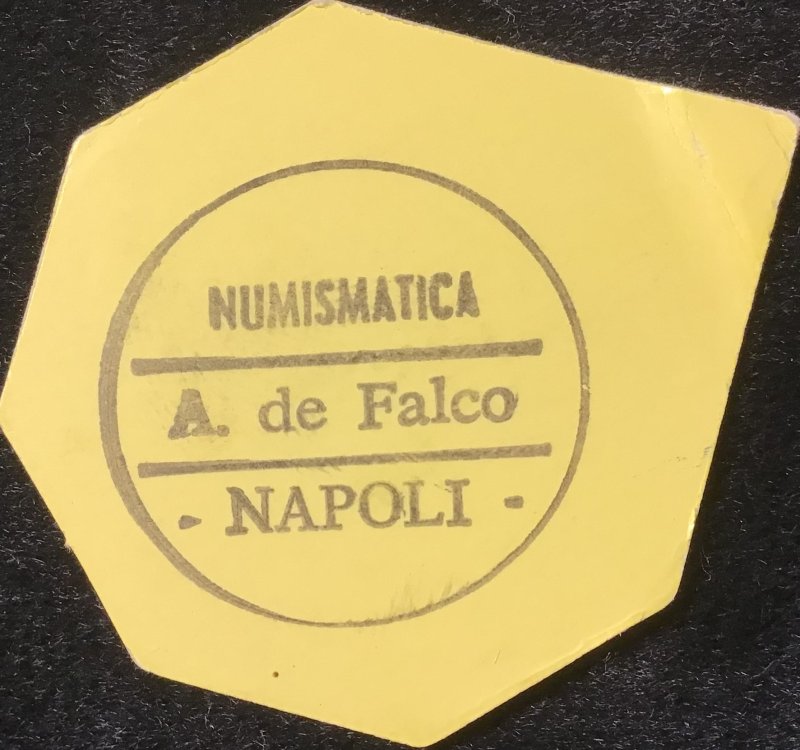 NUMISMATICA
A. de Falco
- NAPOLI -